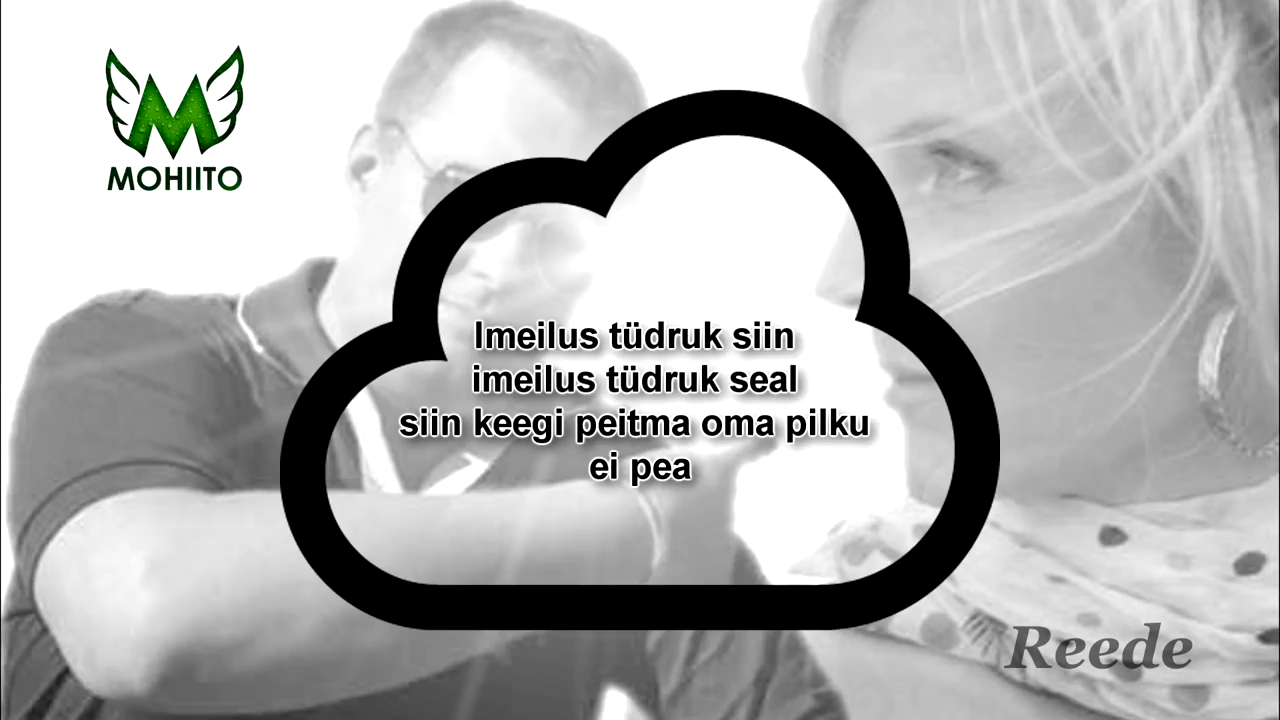 MOHIITO
Imeilus tüdruk siin
imeilus tüdruk seal
siin keegi peitma oma pilku
ei pea
Reede